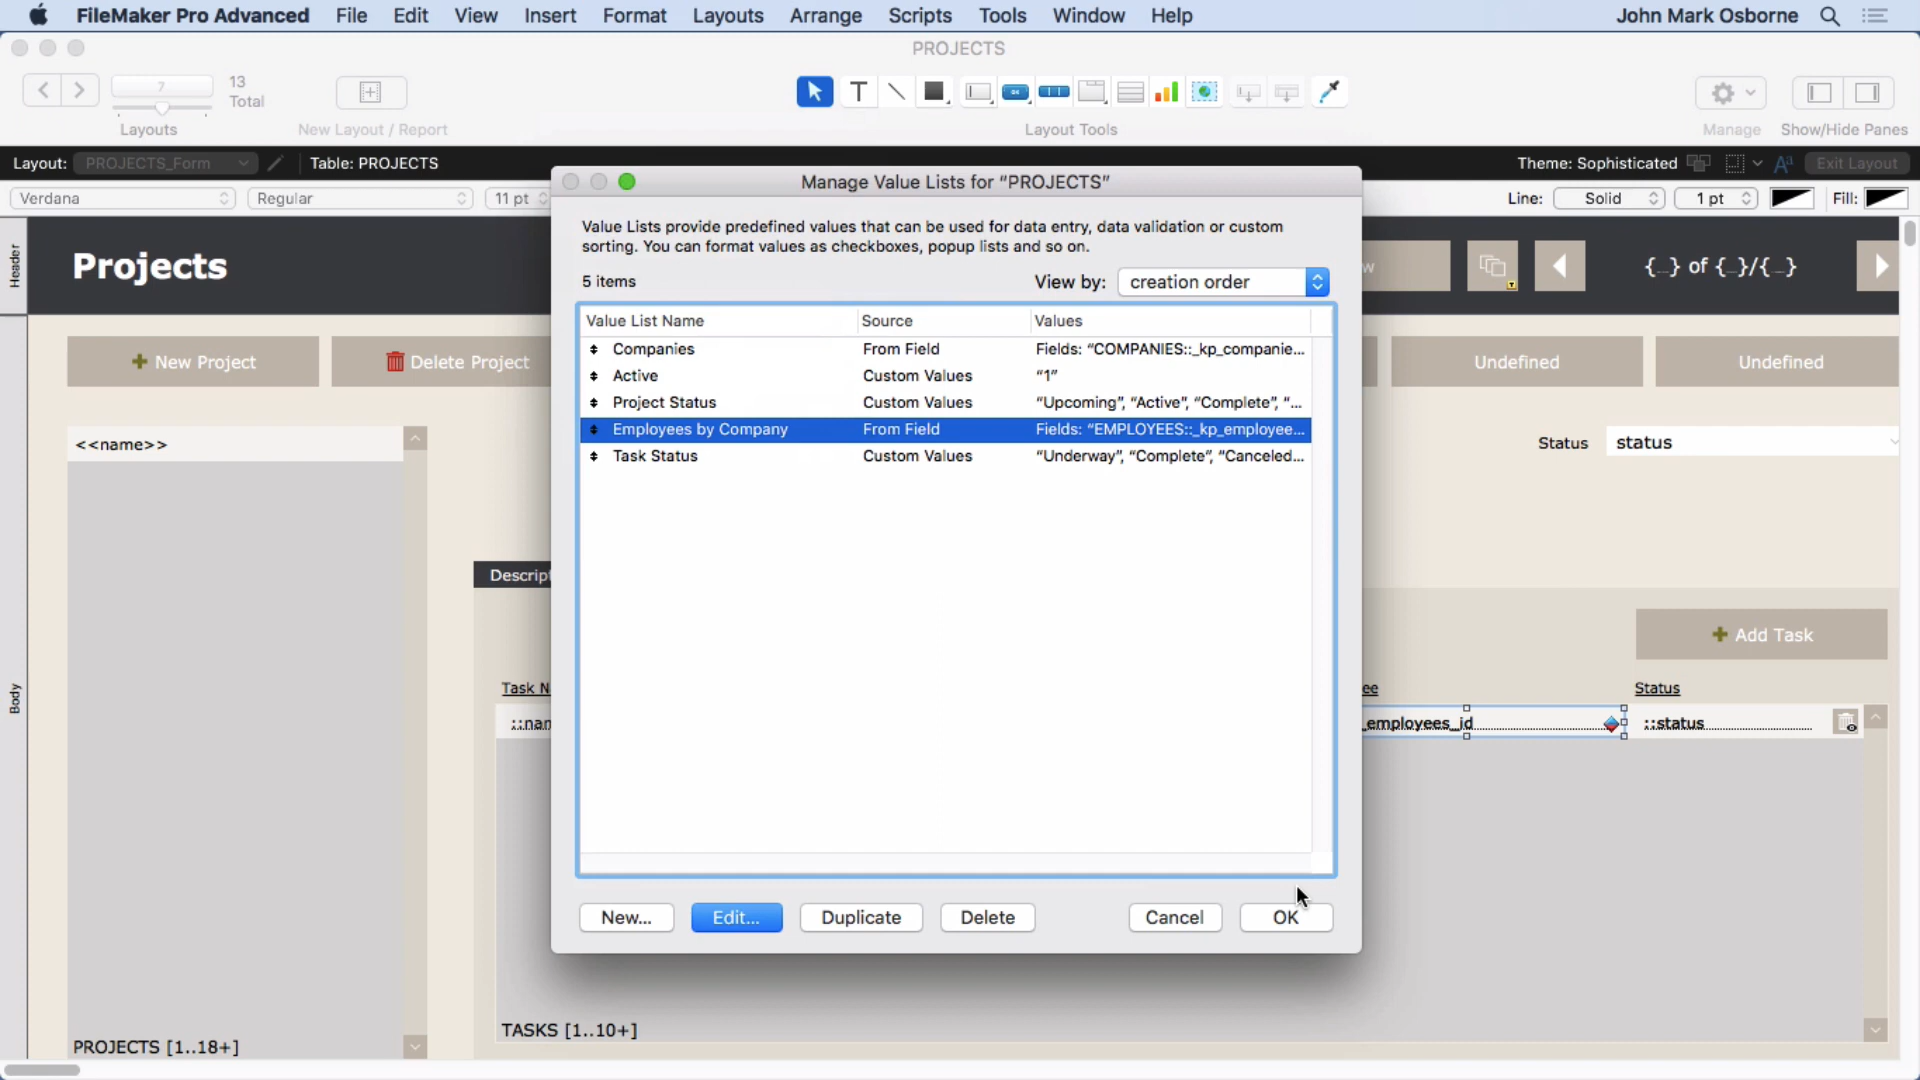 FileMaker Pro Advanced File Edit View Insert Format Layouts Arrange Scripts Tools Window Help John Mark Osborne
PROJECTS
7
13
Total
Layouts
New Layout / Report
T
Layout Tools
Manage
Show/Hide Panes
Layout: PROJECTS_Form Table: PROJECTS
Theme: Sophisticated Aa Exit Layout
Verdana Regular 11 pt
Line: Solid 1 pt Fill:
Manage Value Lists for “PROJECTS”
Value Lists provide predefined values that can be used for data entry, data validation or custom
sorting. You can format values as checkboxes, popup lists and so on.
5 items View by: creation order
Value List Name Source Values
Companies From Field Fields: “COMPANIES::_kp_companie...
Active Custom Values “1”
Project Status Custom Values “Upcoming”, “Active”, “Complete”, “...
Employees by Company From Field Fields: “EMPLOYEES::_kp_employee...
Task Status Custom Values “Underway”, “Complete”, “Canceled...
New... Edit... Duplicate Delete Cancel OK
Header
Projects
w
{_} of {_}/{_}
New Project
Delete Project
Undefined
Undefined
<<name>>
Status status
Descript
Add Task
Task N
ee
Status
::nam
_employees_id
::status
Body
TASKS [1..10+]
PROJECTS [1..18+]